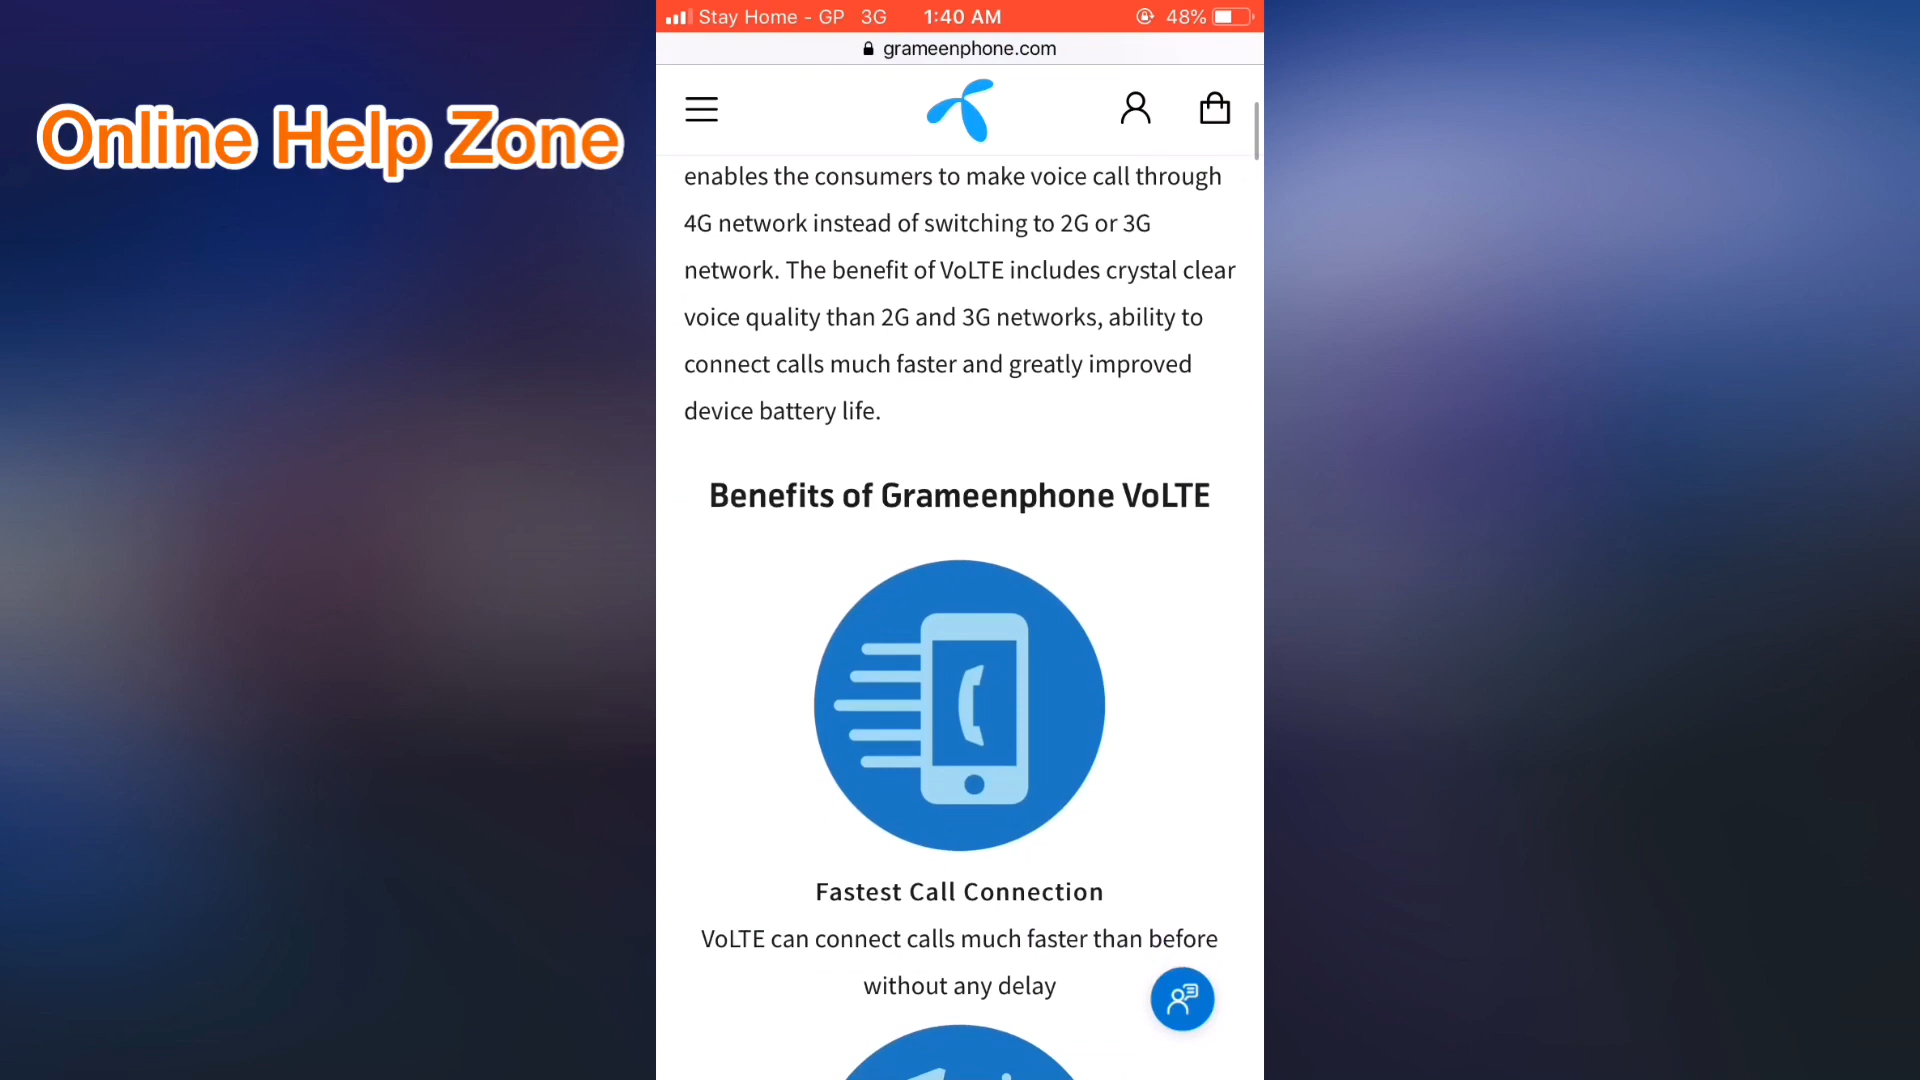 Online Help Zone
Stay Home - GP 3G 1:40 AM 48%
grameenphone.com
enables the consumers to make voice call through
4G network instead of switching to 2G or 3G
network. The benefit of VoLTE includes crystal clear
voice quality than 2G and 3G networks, ability to
connect calls much faster and greatly improved
device battery life.
Benefits of Grameenphone VoLTE
Fastest Call Connection
VoLTE can connect calls much faster than before
without any delay